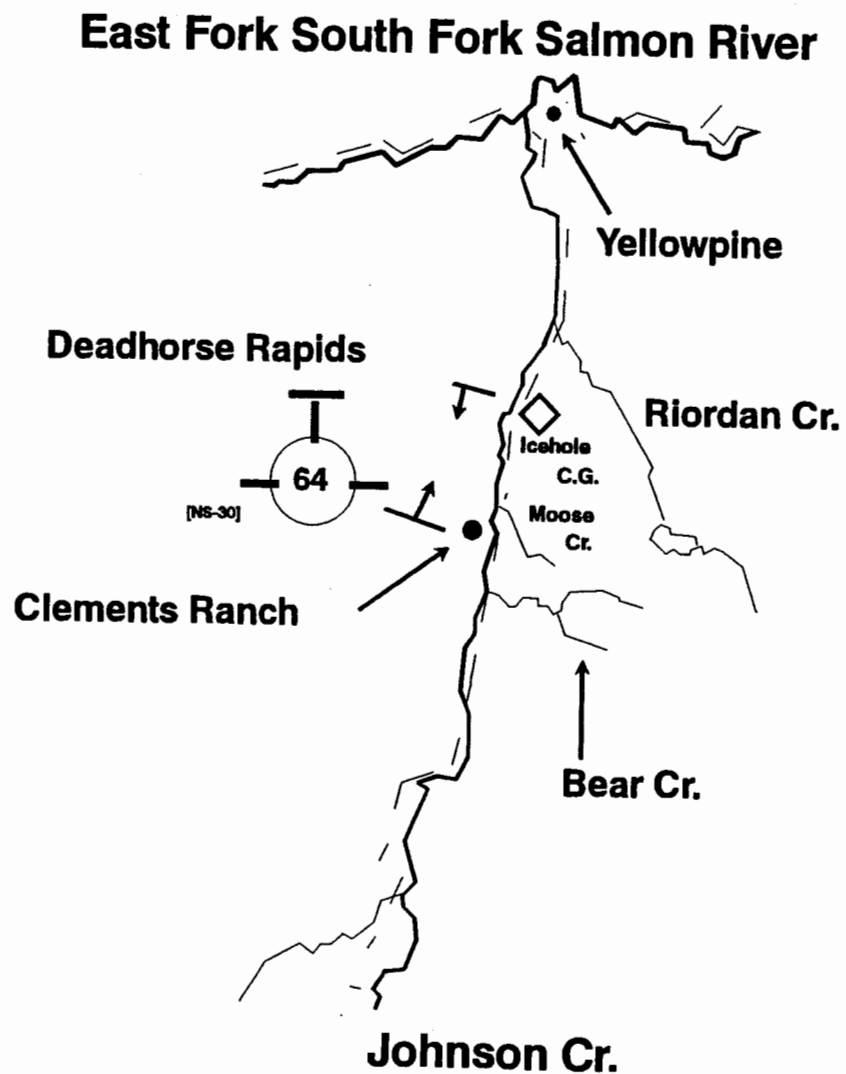 East Fork South Fork Salmon River
Yellowpine
Deadhorse Rapids
Riordan Cr.
Icehole
C.G.
64
[NS-30]
Moose
Cr.
Clements Ranch
Bear Cr.
Johnson Cr.